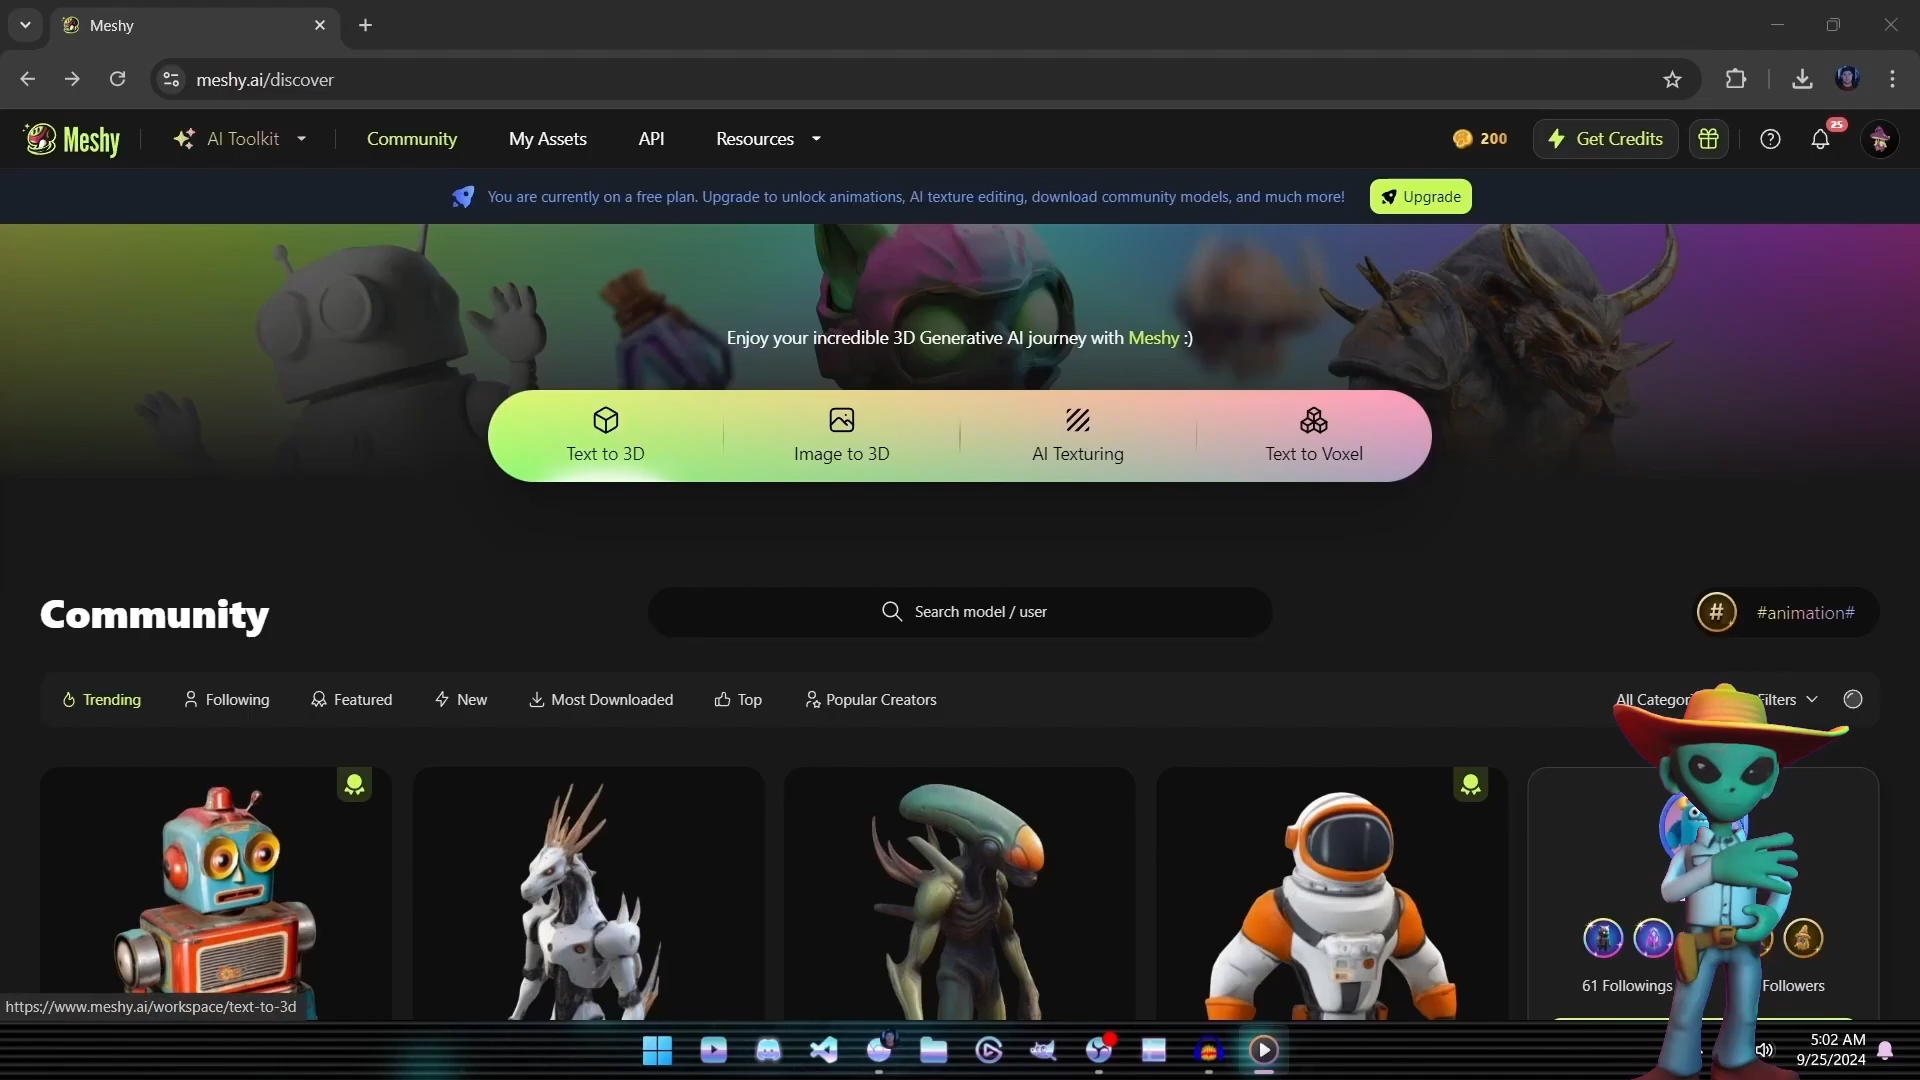 Meshy
meshy.ai/discover
Meshy
AI Toolkit
Community
My Assets
API
Resources
200
Get Credits
25
You are currently on a free plan. Upgrade to unlock animations, AI texture editing, download community models, and much more!
Upgrade
Enjoy your incredible 3D Generative AI journey with Meshy :)
Text to 3D
Image to 3D
AI Texturing
Text to Voxel
Community
Search model / user
# #animation#
Trending
Following
Featured
New
Most Downloaded
Top
Popular Creators
All
61 Followings
Followers
https://www.meshy.ai/workspace/text-to-3d
5:02 AM
9/25/2024